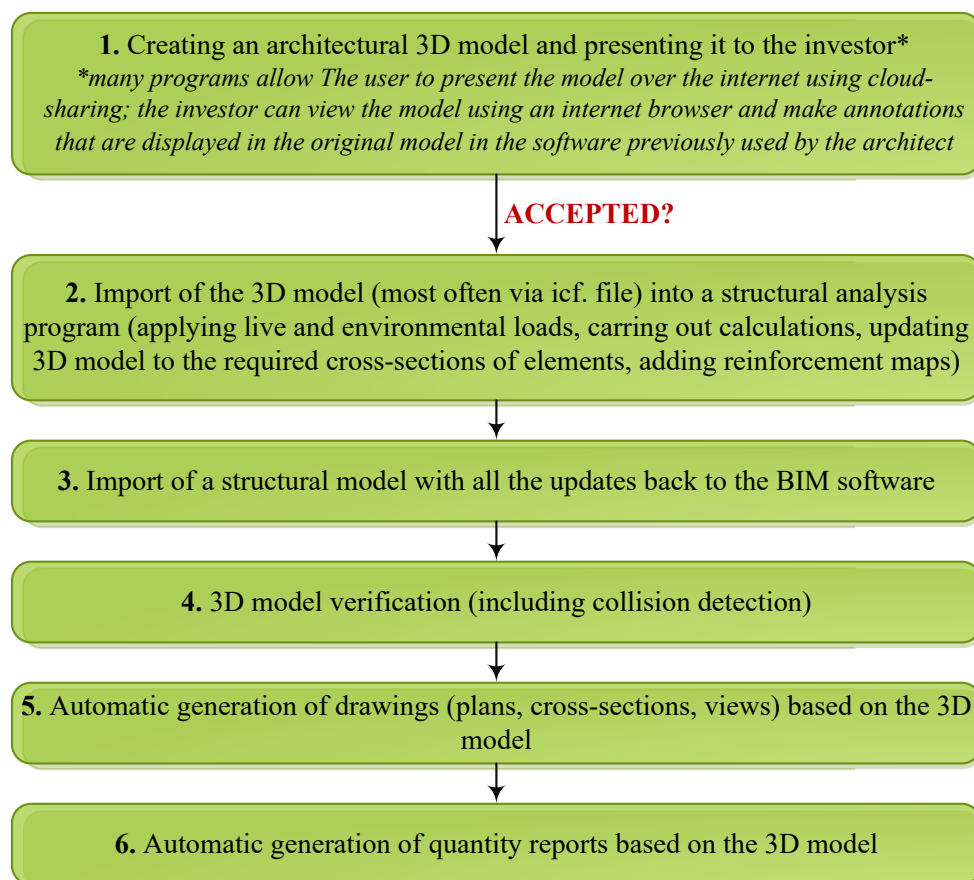 1. Creating an architectural 3D model and presenting it to the investor*
*many programs allow The user to present the model over the internet using cloud-
sharing; the investor can view the model using an internet browser and make annotations
that are displayed in the original model in the software previously used by the architect
ACCEPTED?
2. Import of the 3D model (most often via icf. file) into a structural analysis
program (applying live and environmental loads, carring out calculations, updating
3D model to the required cross-sections of elements, adding reinforcement maps)
3. Import of a structural model with all the updates back to the BIM software
4. 3D model verification (including collision detection)
5. Automatic generation of drawings (plans, cross-sections, views) based on the 3D
model
6. Automatic generation of quantity reports based on the 3D model